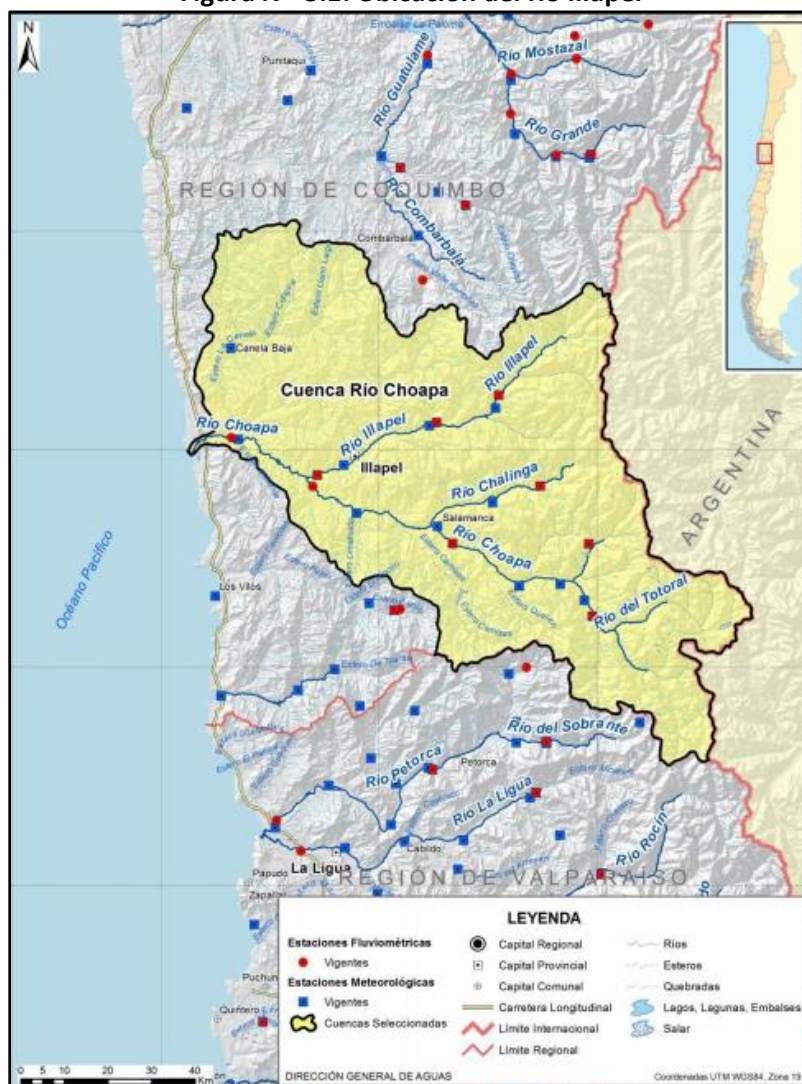 Figura N° 3.2: Ubicación del río Illapel
N
Embalse La Paloma
Punitaqui
Río Guatulame
Río Mostazal
Río Grande
REGIÓN DE COQUIMBO
Río Combarbalá
Combarbalá
Canela Baja
Cuenca Río Choapa
Río Illapel
Río Choapa
Río Illapel
Illapel
Río Chalinga
Salamanca
Río Choapa
Río del Totoral
ARGENTINA
Océano Pacífico
Los Vilos
Río del Sobrante
Río Petorca
Petorca
Río La Ligua
Río Rocín
Cabildo
La Ligua
REGIÓN DE VALPARAÍSO
Papudo
Zapallar
Quintero
LEYENDA
Estaciones Fluviométricas
Vigentes
Estaciones Meteorológicas
Vigentes
Cuencas Seleccionadas
Capital Regional
Capital Provincial
Capital Comunal
Carretera Longitudinal
Límite Internacional
Límite Regional
Ríos
Esteros
Quebradas
Lagos, Lagunas, Embalses
Salar
0 5 10 20 30 40
Km
DIRECCIÓN GENERAL DE AGUAS
Coordenadas UTM WGS84, Zona 19